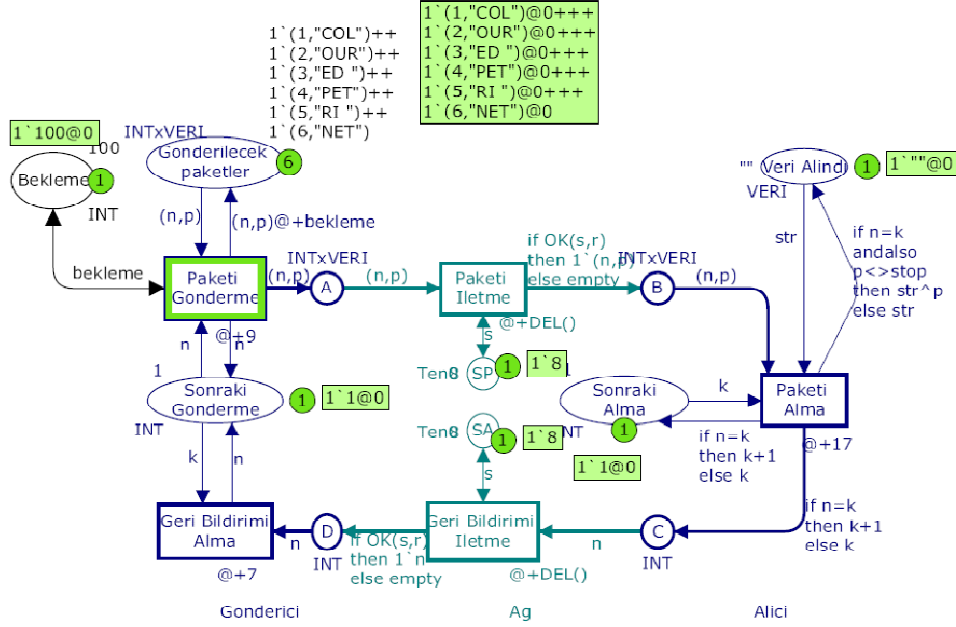 1`(1,"COL")++
1`(2,"OUR")++
1`(3,"ED ")++
1`(4,"PET")++
1`(5,"RI ")++
1`(6,"NET")
1`(1,"COL")@0+++
1`(2,"OUR")@0+++
1`(3,"ED ")@0+++
1`(4,"PET")@0+++
1`(5,"RI ")@0+++
1`(6,"NET")@0
1`100@0
100
Bekleme
1
INT
INTxVERI
Gonderilecek
paketler
6
"" Veri Alindi
1
1`""@0
VERI
(n,p)
(n,p)@+bekleme
str
if n=k
andalso
p<>stop
then str^p
else str
bekleme
Paketi
Gonderme
@+9
(n,p)
INTxVERI
A
(n,p)
Paketi
Iletme
@+DEL()
if OK(s,r)
then 1`(n,p)
else empty
INTxVERI
B
(n,p)
n
n
s
SP
1
1`8
1
Sonraki
Gonderme
1
1`1@0
INT
SA
1
1`8
s
Sonraki
Alma
1
1`1@0
k
if n=k
then k+1
else k
Paketi
Alma
@+17
k
n
Geri Bildirimi
Alma
@+7
n
D
INT
if OK(s,r)
then 1`n
else empty
Geri Bildirimi
Iletme
@+DEL()
n
C
INT
if n=k
then k+1
else k
Gonderici
Ag
Alici